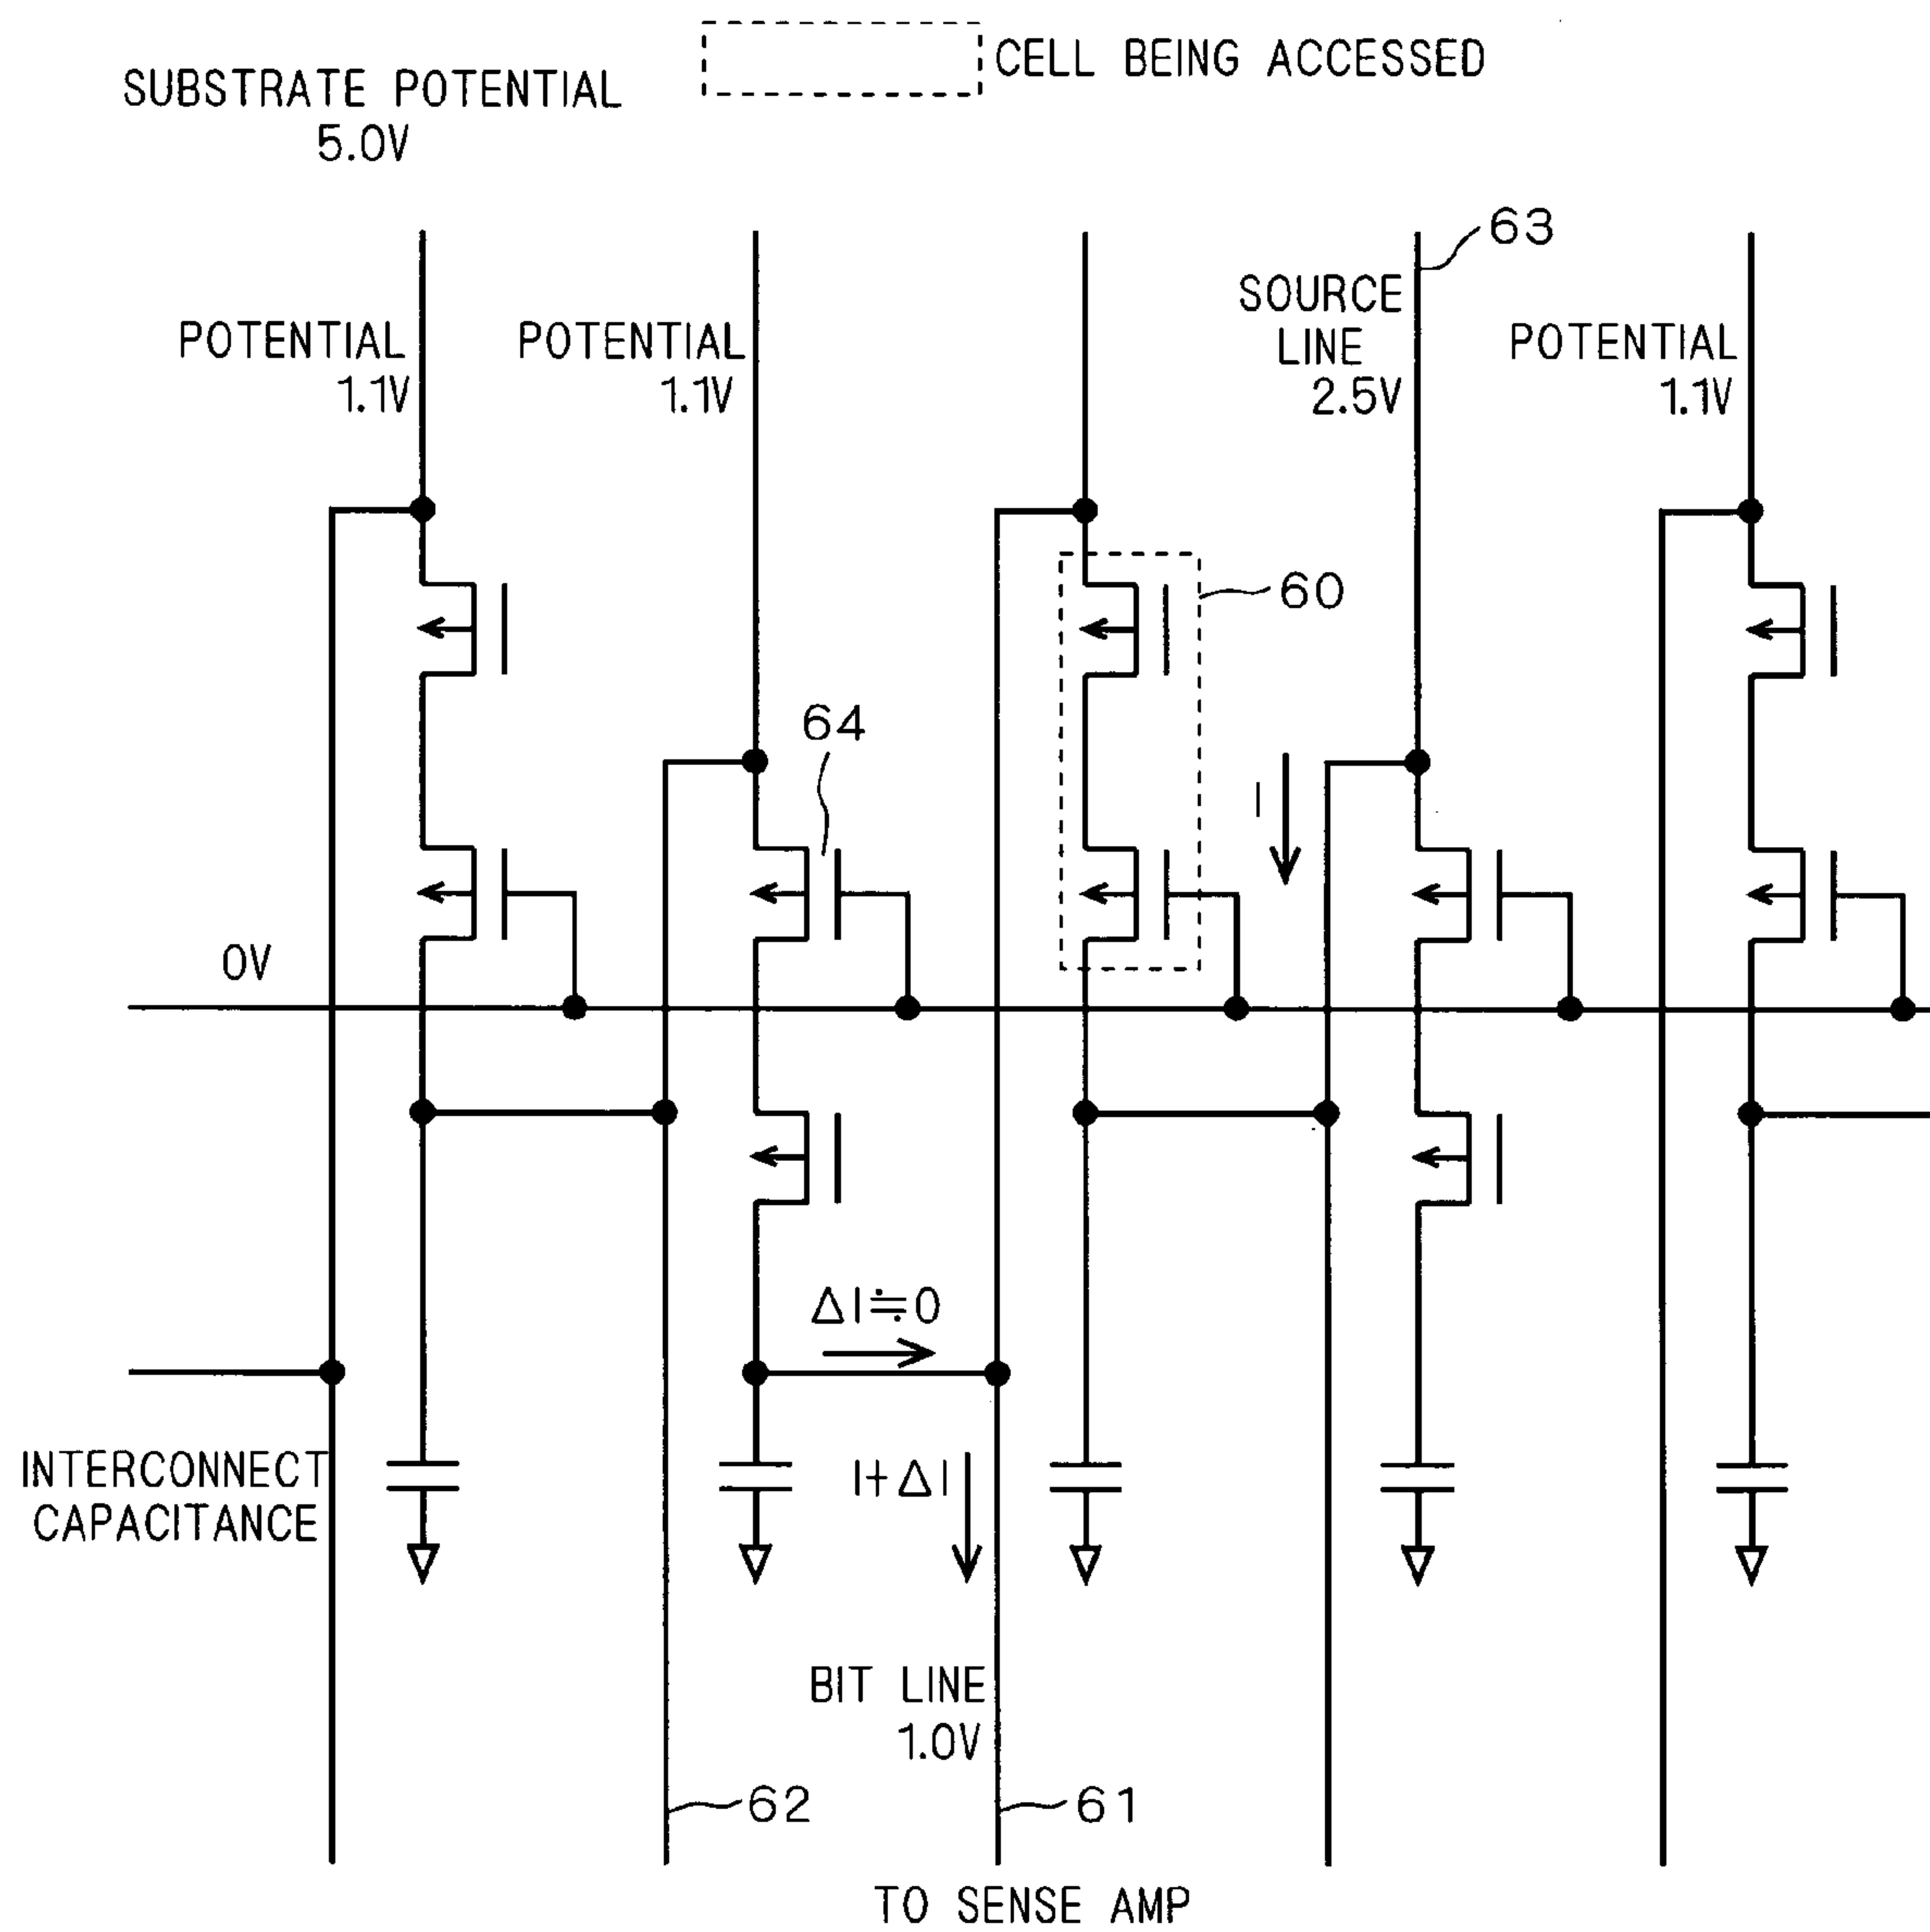 CELL BEING ACCESSED
SUBSTRATE POTENTIAL
5.0V
63
SOURCE
LINE
2.5V
POTENTIAL
1.1V
POTENTIAL
1.1V
POTENTIAL
1.1V
60
64
I
0V
ΔI≒0
INTERCONNECT
CAPACITANCE
I+ΔI
BIT LINE
1.0V
62
61
TO SENSE AMP